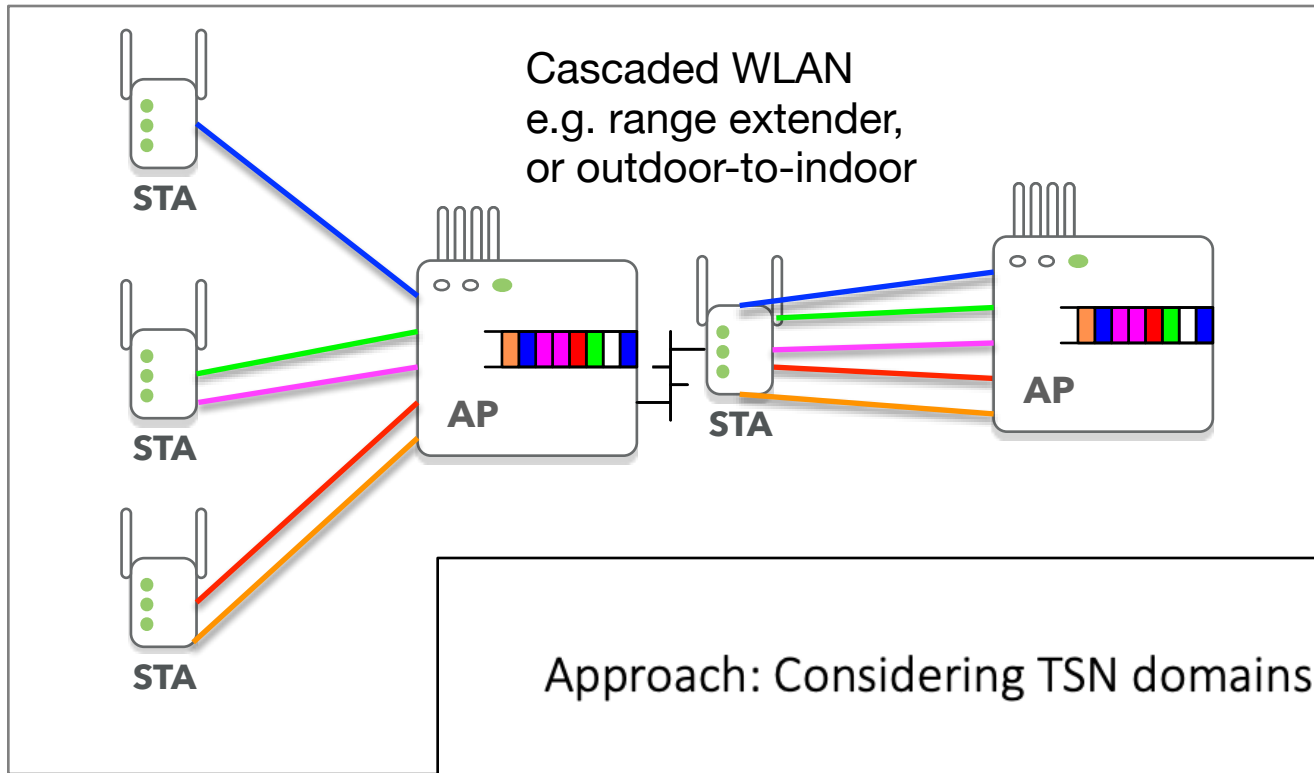 Cascaded WLAN
e.g. range extender,
or outdoor-to-indoor
STA
STA
STA
AP
STA
AP
Approach: Considering TSN domains